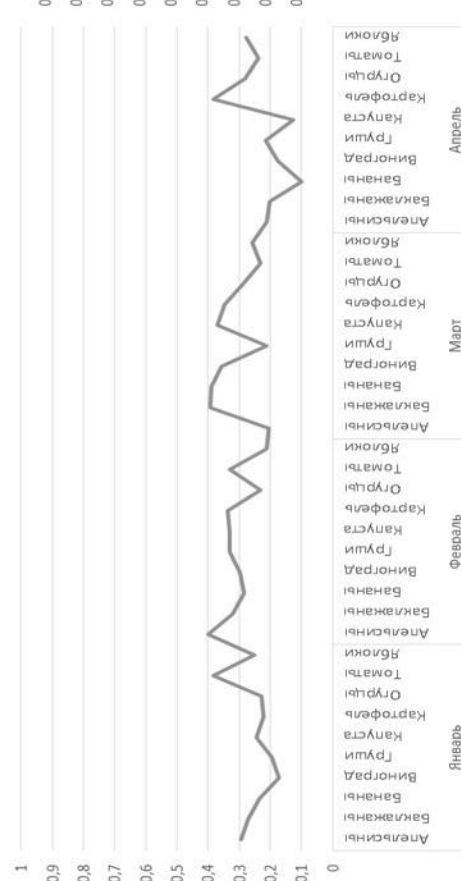 1
0,9
0,8
0,7
0,6
0,5
0,4
0,3
0,2
0,1
0
Апельсины
Баклажаны
Бананы
Виноград
Груши
Капуста
Картофель
Огурцы
Томаты
Яблоки
Апельсины
Баклажаны
Бананы
Виноград
Груши
Капуста
Картофель
Огурцы
Томаты
Яблоки
Апельсины
Баклажаны
Бананы
Виноград
Груши
Капуста
Картофель
Огурцы
Томаты
Яблоки
Апельсины
Баклажаны
Бананы
Виноград
Груши
Капуста
Картофель
Огурцы
Томаты
Яблоки
Январь
Февраль
Март
Апрель